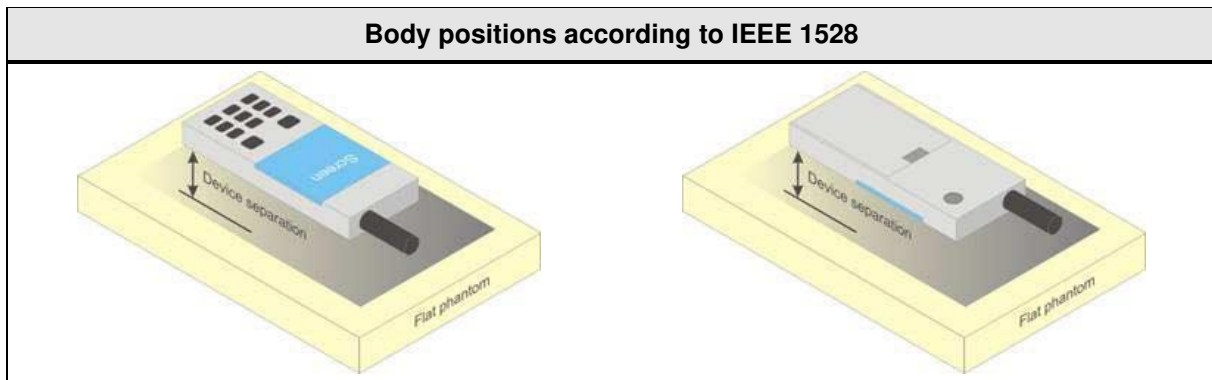 Body positions according to IEEE 1528
Screen
Device separation
Flat phantom
Device separation
Flat phantom